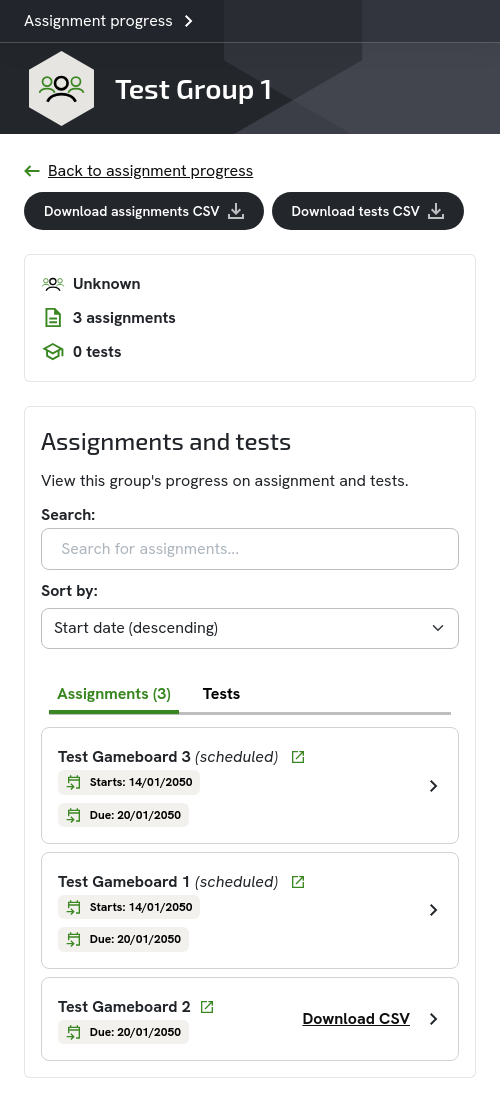 Assignment progress
Test Group 1
Back to assignment progress
Download assignments CSV
Download tests CSV
Unknown
3 assignments
0 tests
Assignments and tests
View this group's progress on assignment and tests.
Search:
Search for assignments...
Sort by:
Start date (descending)
Assignments (3)
Tests
Test Gameboard 3 (scheduled)
Starts: 14/01/2050
Due: 20/01/2050
Test Gameboard 1 (scheduled)
Starts: 14/01/2050
Due: 20/01/2050
Test Gameboard 2
Due: 20/01/2050
Download CSV